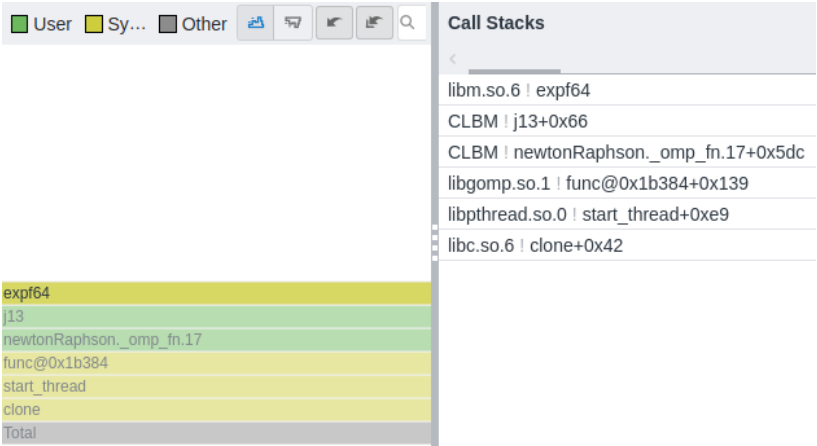 User Sy... Other
expf64
j13
newtonRaphson._omp_fn.17
func@0x1b384
start_thread
clone
Total
Call Stacks
libm.so.6 ! expf64
CLBM ! j13+0x66
CLBM ! newtonRaphson._omp_fn.17+0x5dc
libgomp.so.1 ! func@0x1b384+0x139
libpthread.so.0 ! start_thread+0xe9
libc.so.6 ! clone+0x42